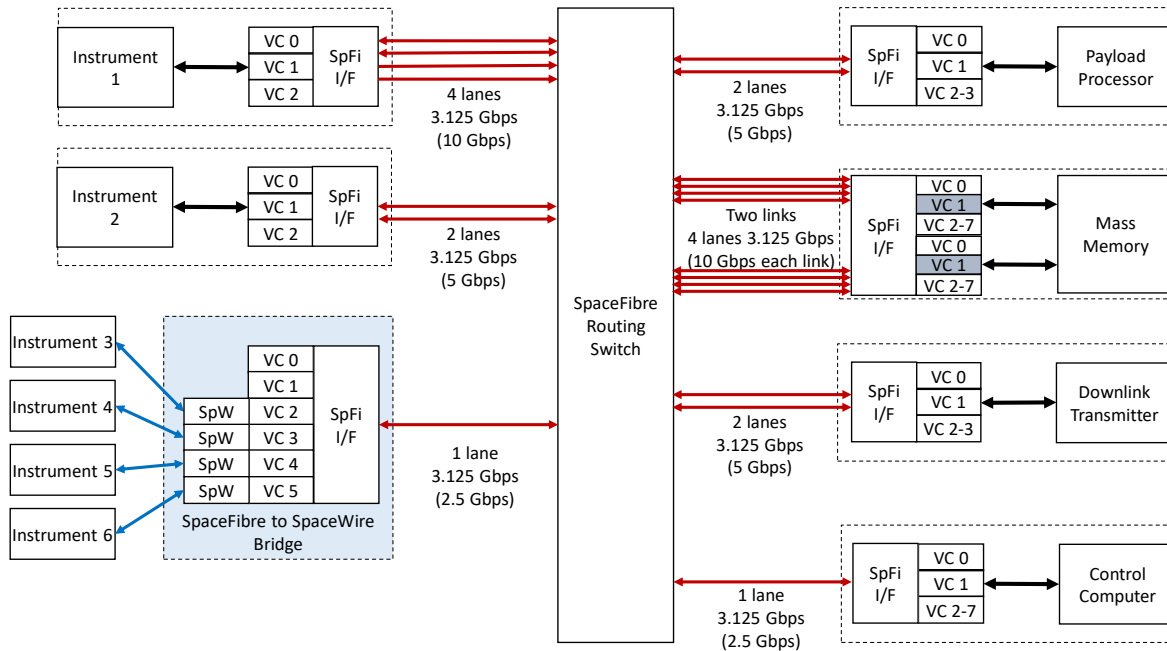 Instrument
1
VC 0
VC 1
VC 2
SpFi
I/F
4 lanes
3.125 Gbps
(10 Gbps)
Instrument
2
VC 0
VC 1
VC 2
SpFi
I/F
2 lanes
3.125 Gbps
(5 Gbps)
Instrument 3
Instrument 4
Instrument 5
Instrument 6
VC 0
VC 1
SpW
VC 2
SpW
VC 3
SpW
VC 4
SpW
VC 5
SpFi
I/F
SpaceFibre to SpaceWire
Bridge
1 lane
3.125 Gbps
(2.5 Gbps)
SpaceFibre
Routing
Switch
2 lanes
3.125 Gbps
(5 Gbps)
SpFi
I/F
VC 0
VC 1
VC 2-3
Payload
Processor
Two links
4 lanes 3.125 Gbps
(10 Gbps each link)
SpFi
I/F
VC 0
VC 1
VC 2-7
VC 0
VC 1
VC 2-7
Mass
Memory
2 lanes
3.125 Gbps
(5 Gbps)
SpFi
I/F
VC 0
VC 1
VC 2-3
Downlink
Transmitter
1 lane
3.125 Gbps
(2.5 Gbps)
SpFi
I/F
VC 0
VC 1
VC 2-7
Control
Computer